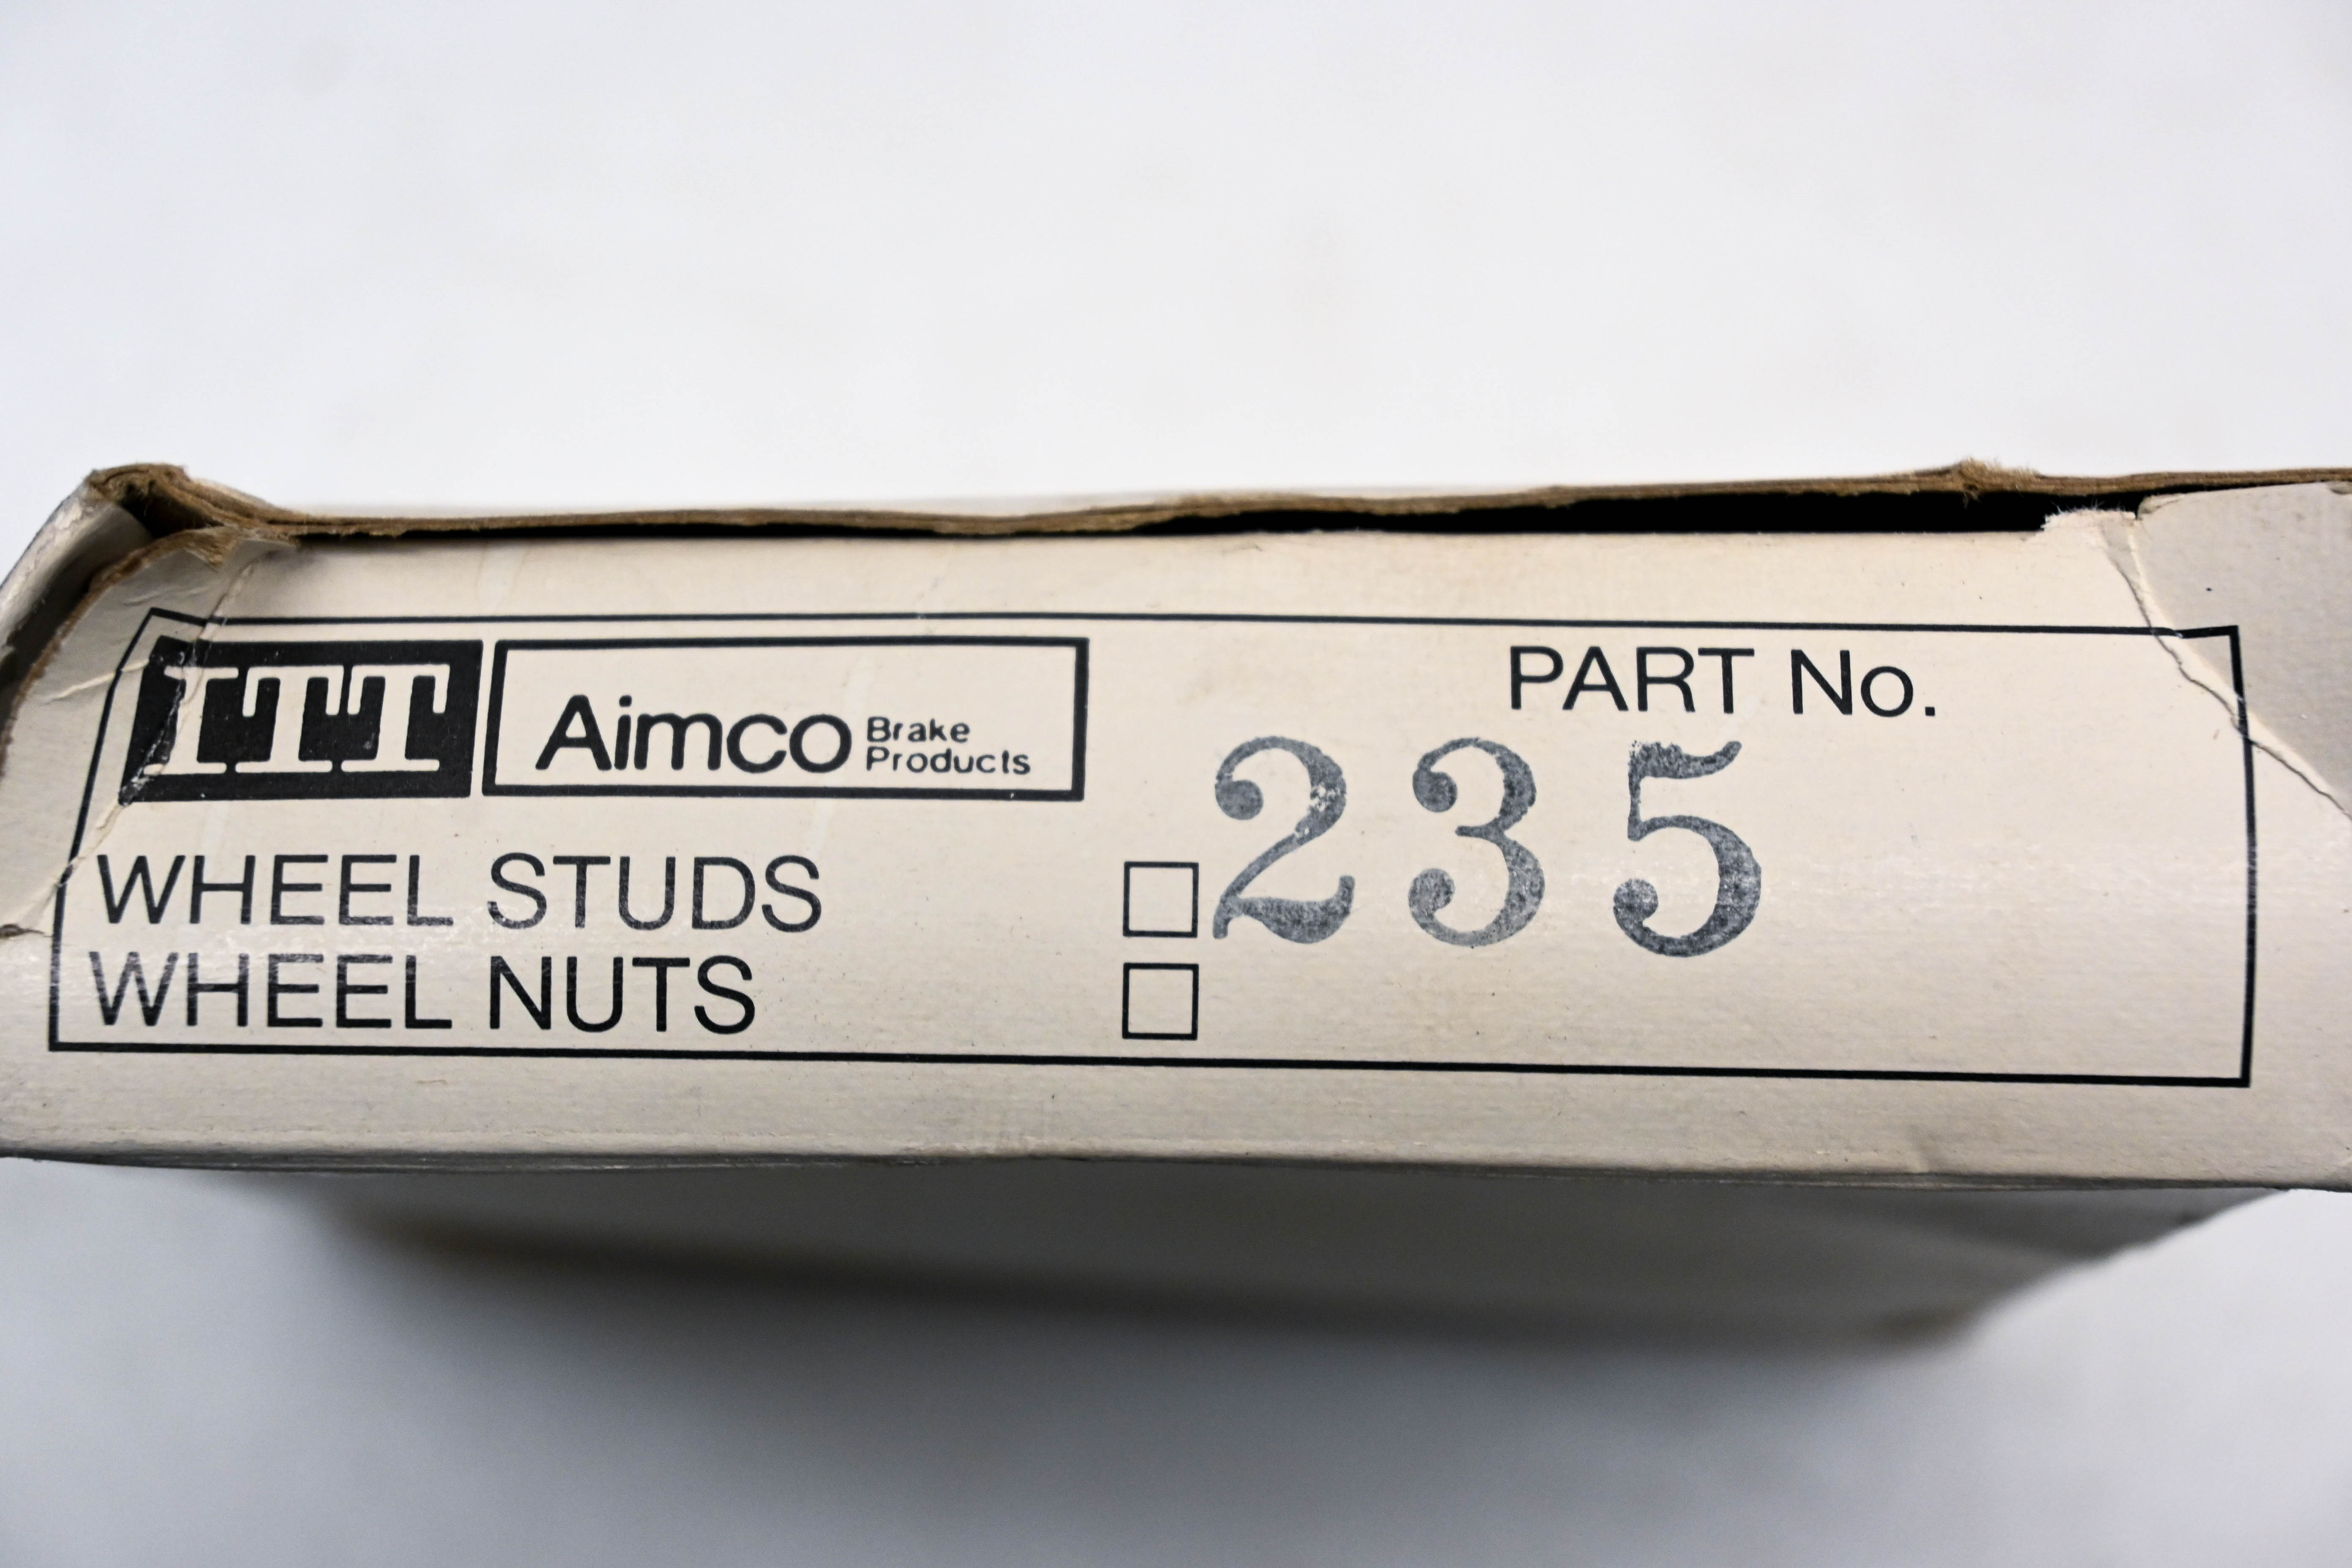 ITT
Aimco Brake
Products
PART No.
235
WHEEL STUDS ☐
WHEEL NUTS ☐